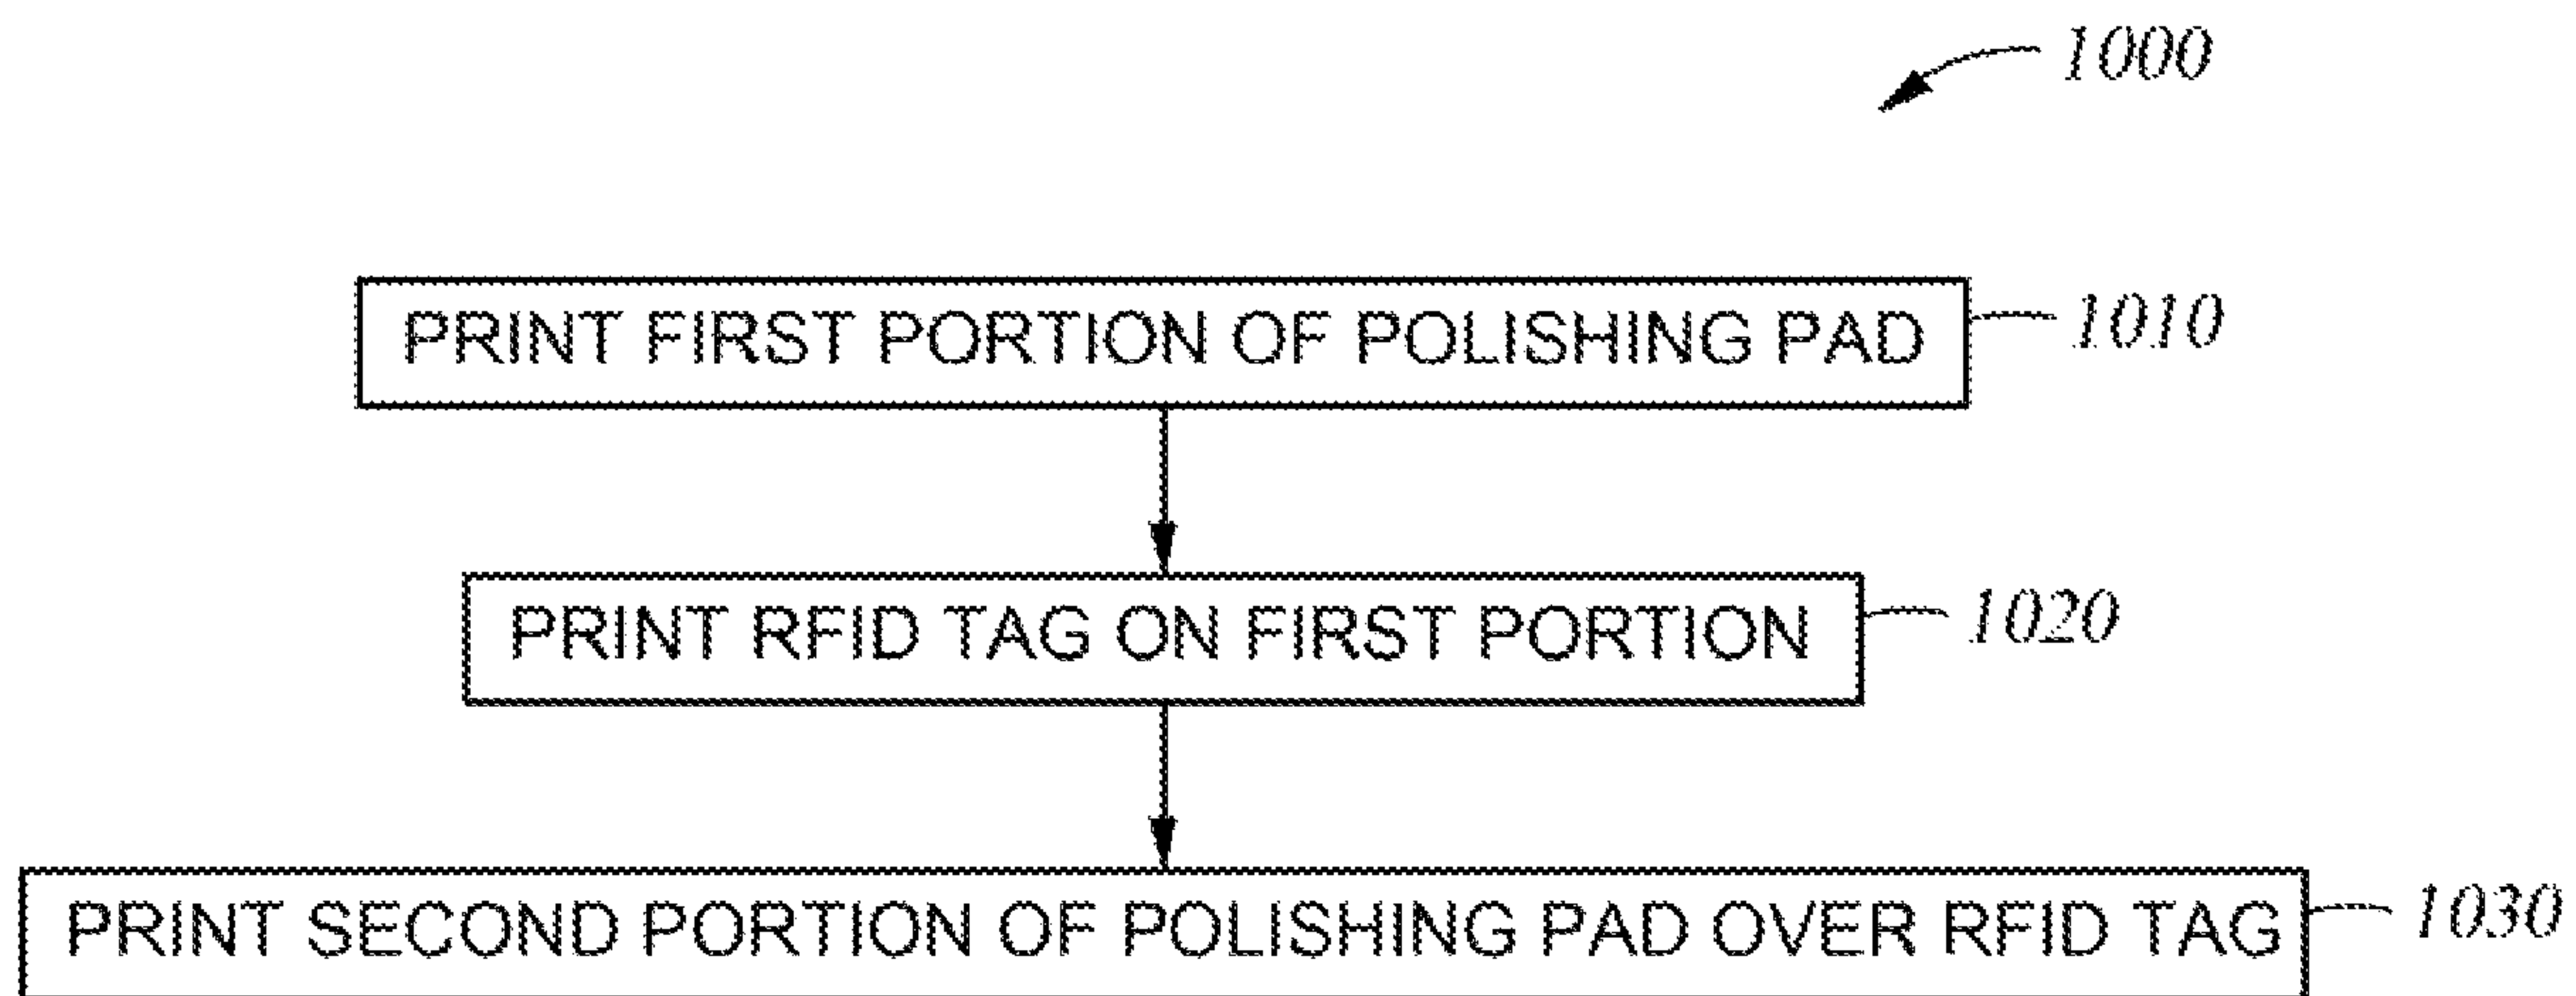 1000
PRINT FIRST PORTION OF POLISHING PAD 1010
PRINT RFID TAG ON FIRST PORTION 1020
PRINT SECOND PORTION OF POLISHING PAD OVER RFID TAG 1030